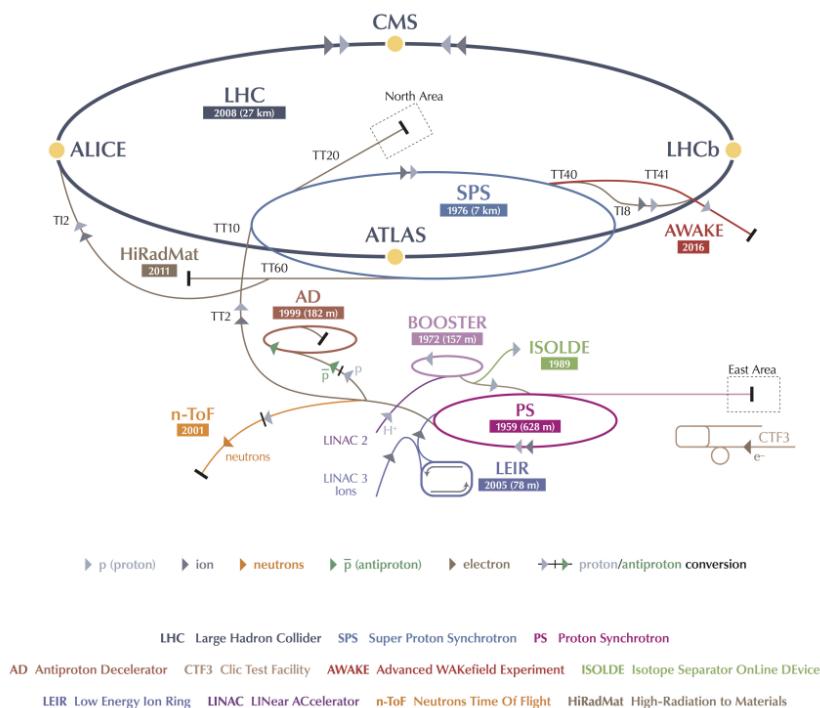 CMS
LHC
2008 (27 km)
North Area
ALICE
LHCb
TT20
SPS
1976 (7 km)
TT40
TT41
TI8
TT10
ATLAS
AWAKE
2016
TI2
HiRadMat
2011
TT60
AD
1999 (182 m)
TT2
BOOSTER
1972 (157 m)
ISOLDE
1989
p̅
p
East Area
n-ToF
2001
neutrons
LINAC 2
H⁺
PS
1959 (628 m)
CTF3
e⁻
LINAC 3
Ions
LEIR
2005 (78 m)
p (proton)   ion   neutrons   p̅ (antiproton)   electron   proton/antiproton conversion
LHC Large Hadron Collider   SPS Super Proton Synchrotron   PS Proton Synchrotron
AD Antiproton Decelerator   CTF3 Clic Test Facility   AWAKE Advanced WAKefield Experiment   ISOLDE Isotope Separator OnLine DEvice
LEIR Low Energy Ion Ring   LINAC LINear ACcelerator   n-ToF Neutrons Time Of Flight   HiRadMat High-Radiation to Materials